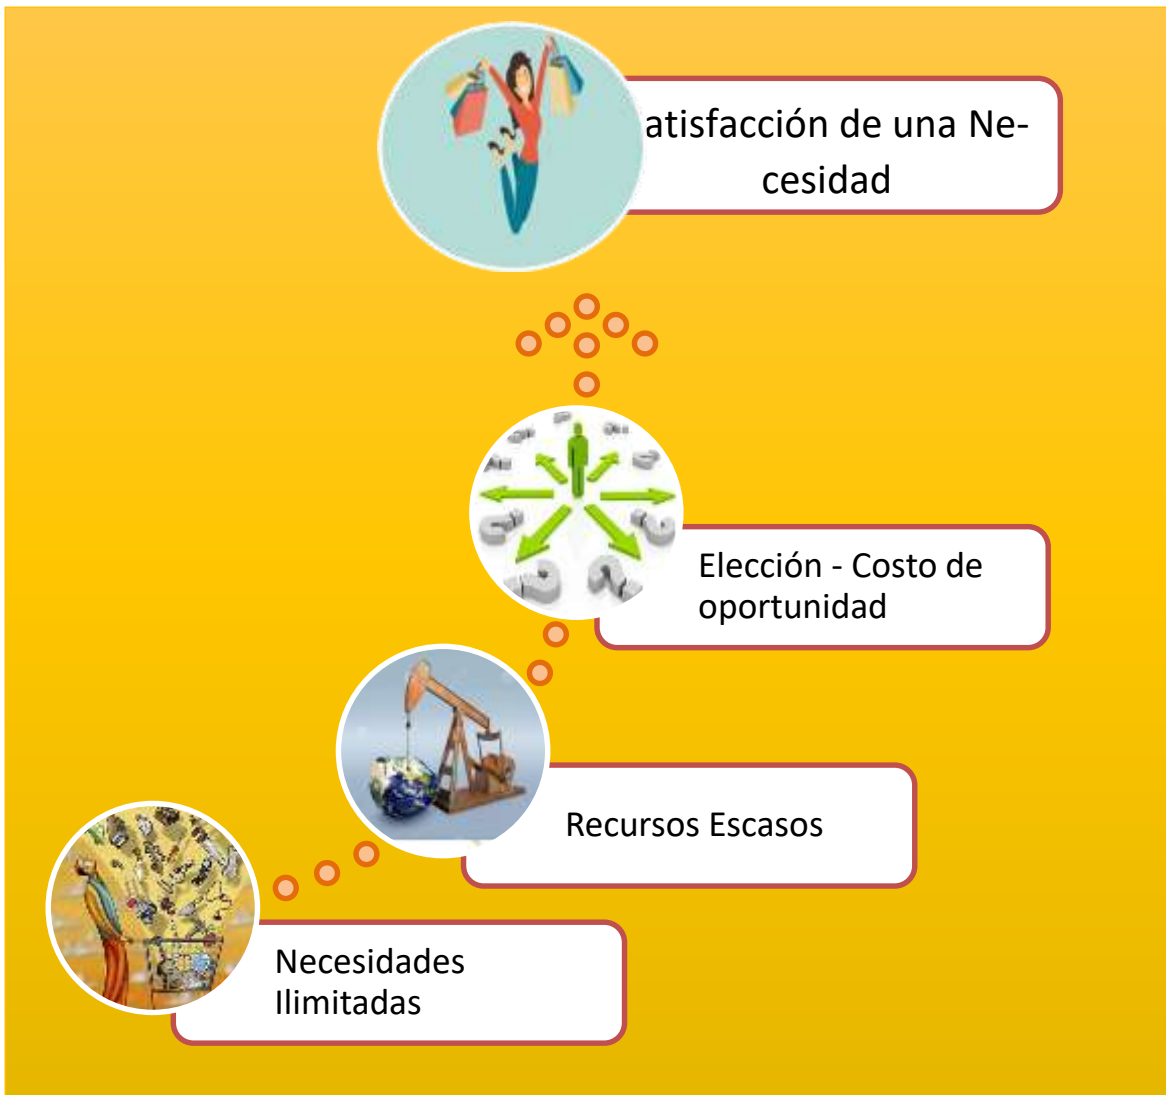 atisfacción de una Ne-
cesidad
Elección - Costo de
oportunidad
Recursos Escasos
Necesidades
Ilimitadas